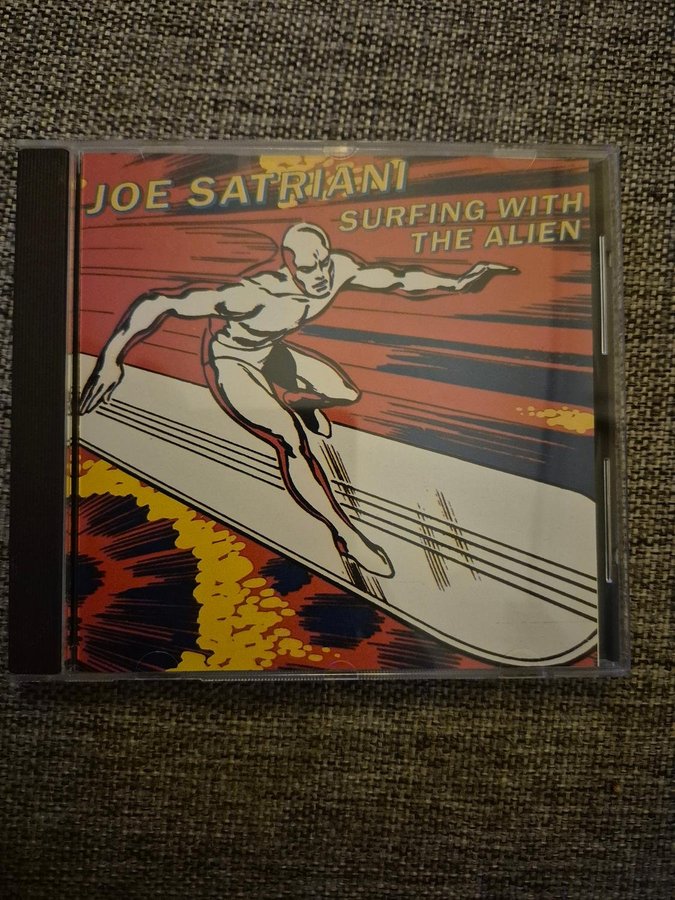 JOE SATRIANI
SURFING WITH
THE ALIEN